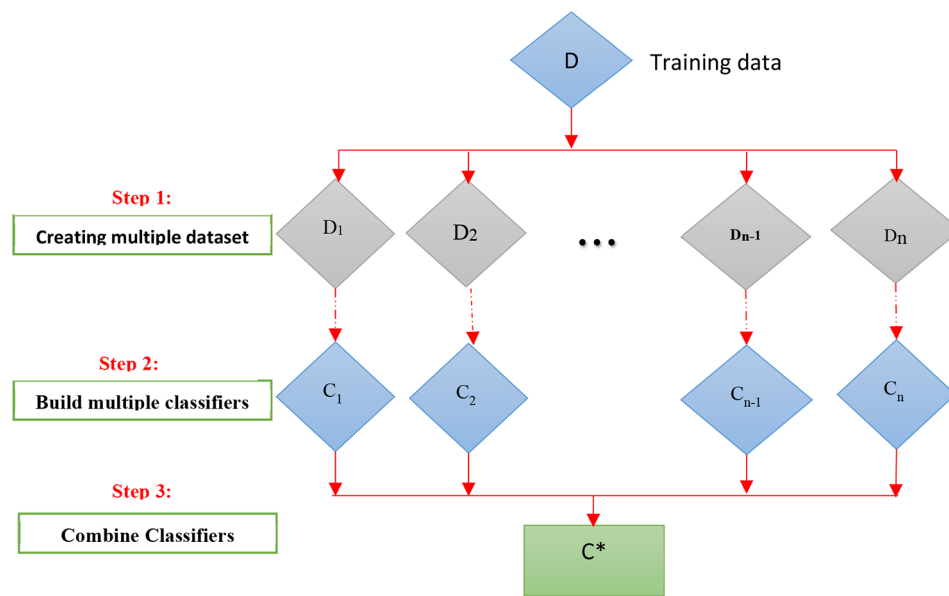 D
Training data
Step 1:
Creating multiple dataset
D1
D2
...
Dn-1
Dn
Step 2:
Build multiple classifiers
C1
C2
Cn-1
Cn
Step 3:
Combine Classifiers
C*